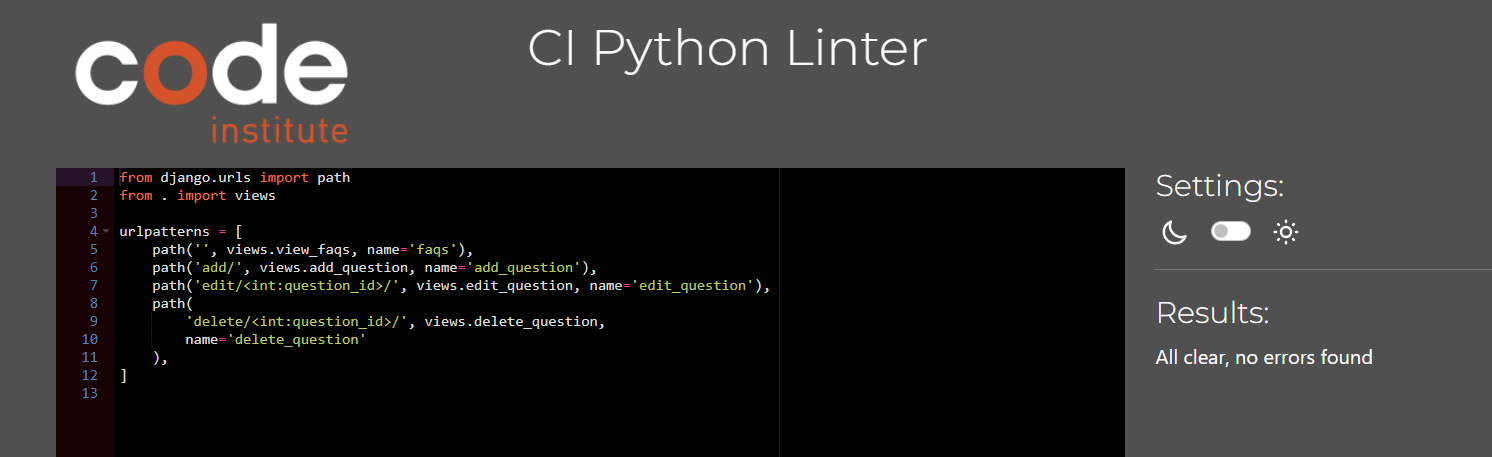 code
institute
CI Python Linter
1 from django.urls import path
2 from . import views
3
4 urlpatterns = [
5     path('', views.view_faqs, name='faqs'),
6     path('add/', views.add_question, name='add_question'),
7     path('edit/<int:question_id>/', views.edit_question, name='edit_question'),
8     path(
9         'delete/<int:question_id>/', views.delete_question,
10         name='delete_question'
11     ),
12 ]
13
Settings:
Results:
All clear, no errors found